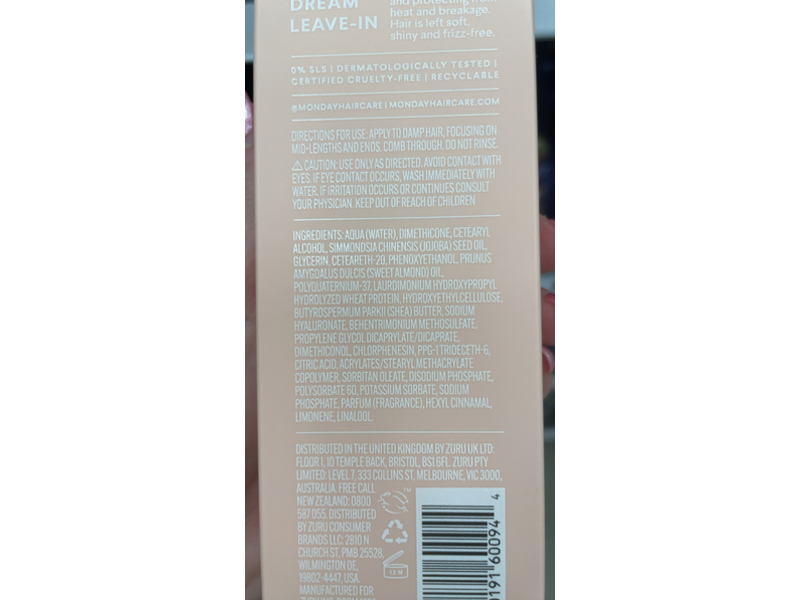 DREAM
LEAVE-IN
and protecting from
heat and breakage.
Hair is left soft,
shiny and frizz-free.
0% SLS | DERMATOLOGICALLY TESTED |
CERTIFIED CRUELTY-FREE | RECYCLABLE
@MONDAYHAIRCARE | MONDAYHAIRCARE.COM
DIRECTIONS FOR USE: APPLY TO DAMP HAIR, FOCUSING ON
MID-LENGTHS AND ENDS. COMB THROUGH. DO NOT RINSE.
⚠ CAUTION: USE ONLY AS DIRECTED. AVOID CONTACT WITH
EYES. IF EYE CONTACT OCCURS, WASH IMMEDIATELY WITH
WATER. IF IRRITATION OCCURS OR CONTINUES CONSULT
YOUR PHYSICIAN. KEEP OUT OF REACH OF CHILDREN
INGREDIENTS: AQUA (WATER), DIMETHICONE, CETEARYL
ALCOHOL, SIMMONDSIA CHINENSIS (JOJOBA) SEED OIL,
GLYCERIN, CETEARETH-20, PHENOXYETHANOL, PRUNUS
AMYGDALUS DULCIS (SWEET ALMOND) OIL,
POLYQUATERNIUM-37, LAURDIMONIUM HYDROXYPROPYL
HYDROLYZED WHEAT PROTEIN, HYDROXYETHYLCELLULOSE,
BUTYROSPERMUM PARKII (SHEA) BUTTER, SODIUM
HYALURONATE, BEHENTRIMONIUM METHOSULFATE,
PROPYLENE GLYCOL DICAPRYLATE/DICAPRATE,
DIMETHICONOL, CHLORPHENESIN, PPG-1 TRIDECETH-6,
CITRIC ACID, ACRYLATES/STEARYL METHACRYLATE
COPOLYMER, SORBITAN OLEATE, DISODIUM PHOSPHATE,
POLYSORBATE 60, POTASSIUM SORBATE, SODIUM
PHOSPHATE, PARFUM (FRAGRANCE), HEXYL CINNAMAL,
LIMONENE, LINALOOL.
DISTRIBUTED IN THE UNITED KINGDOM BY ZURU UK LTD:
FLOOR 1, 10 TEMPLE BACK, BRISTOL, BS1 6FL. ZURU PTY
LIMITED: LEVEL 7, 333 COLLINS ST. MELBOURNE, VIC 3000,
AUSTRALIA. FREE CALL
NEW ZEALAND: 0800
587 055. DISTRIBUTED
BY ZURU CONSUMER
BRANDS LLC: 2810 N
CHURCH ST, PMB 25528,
WILMINGTON DE,
19802-4447, USA.
MANUFACTURED FOR
TM
12 M
0191 60094 4